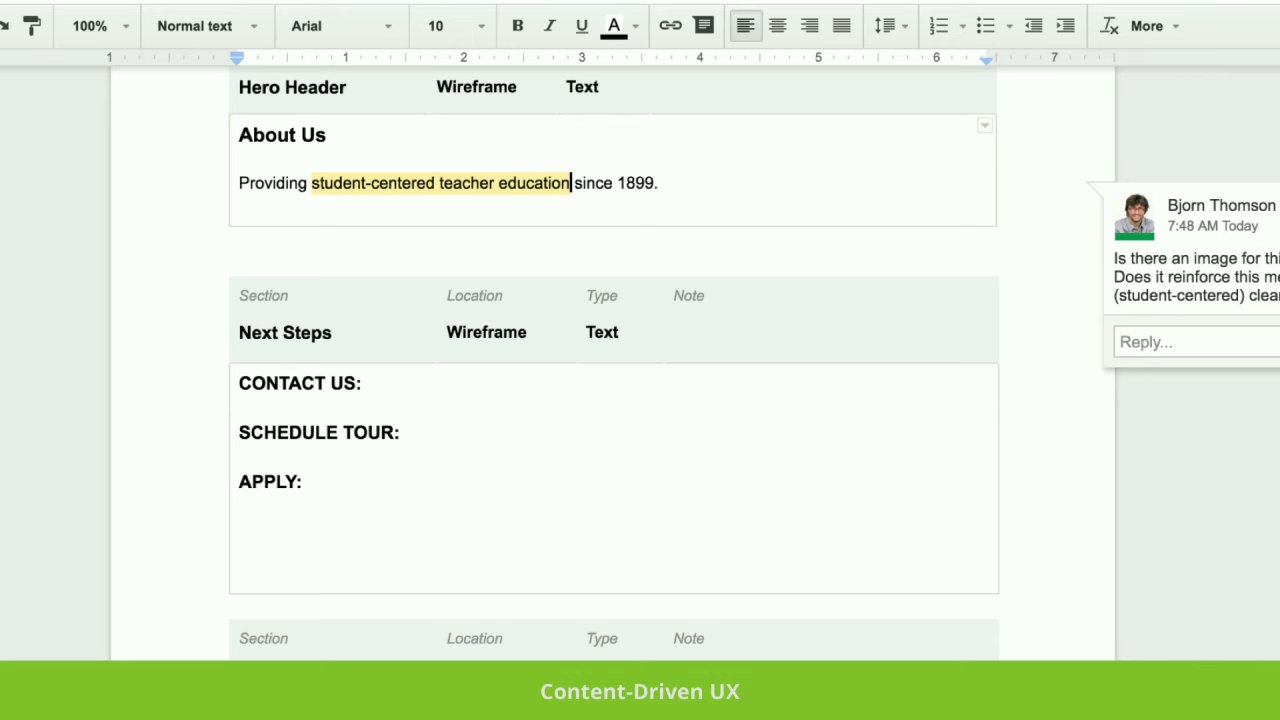 100% Normal text Arial 10 B I U A More
1 1 2 3 4 5 6 7
Hero Header Wireframe Text
About Us
Providing student-centered teacher education since 1899.
Bjorn Thomson
7:48 AM Today
Is there an image for
Does it reinforce this
(student-centered)
Reply...
Section Location Type Note
Next Steps Wireframe Text
CONTACT US:
SCHEDULE TOUR:
APPLY:
Section Location Type Note
Content-Driven UX